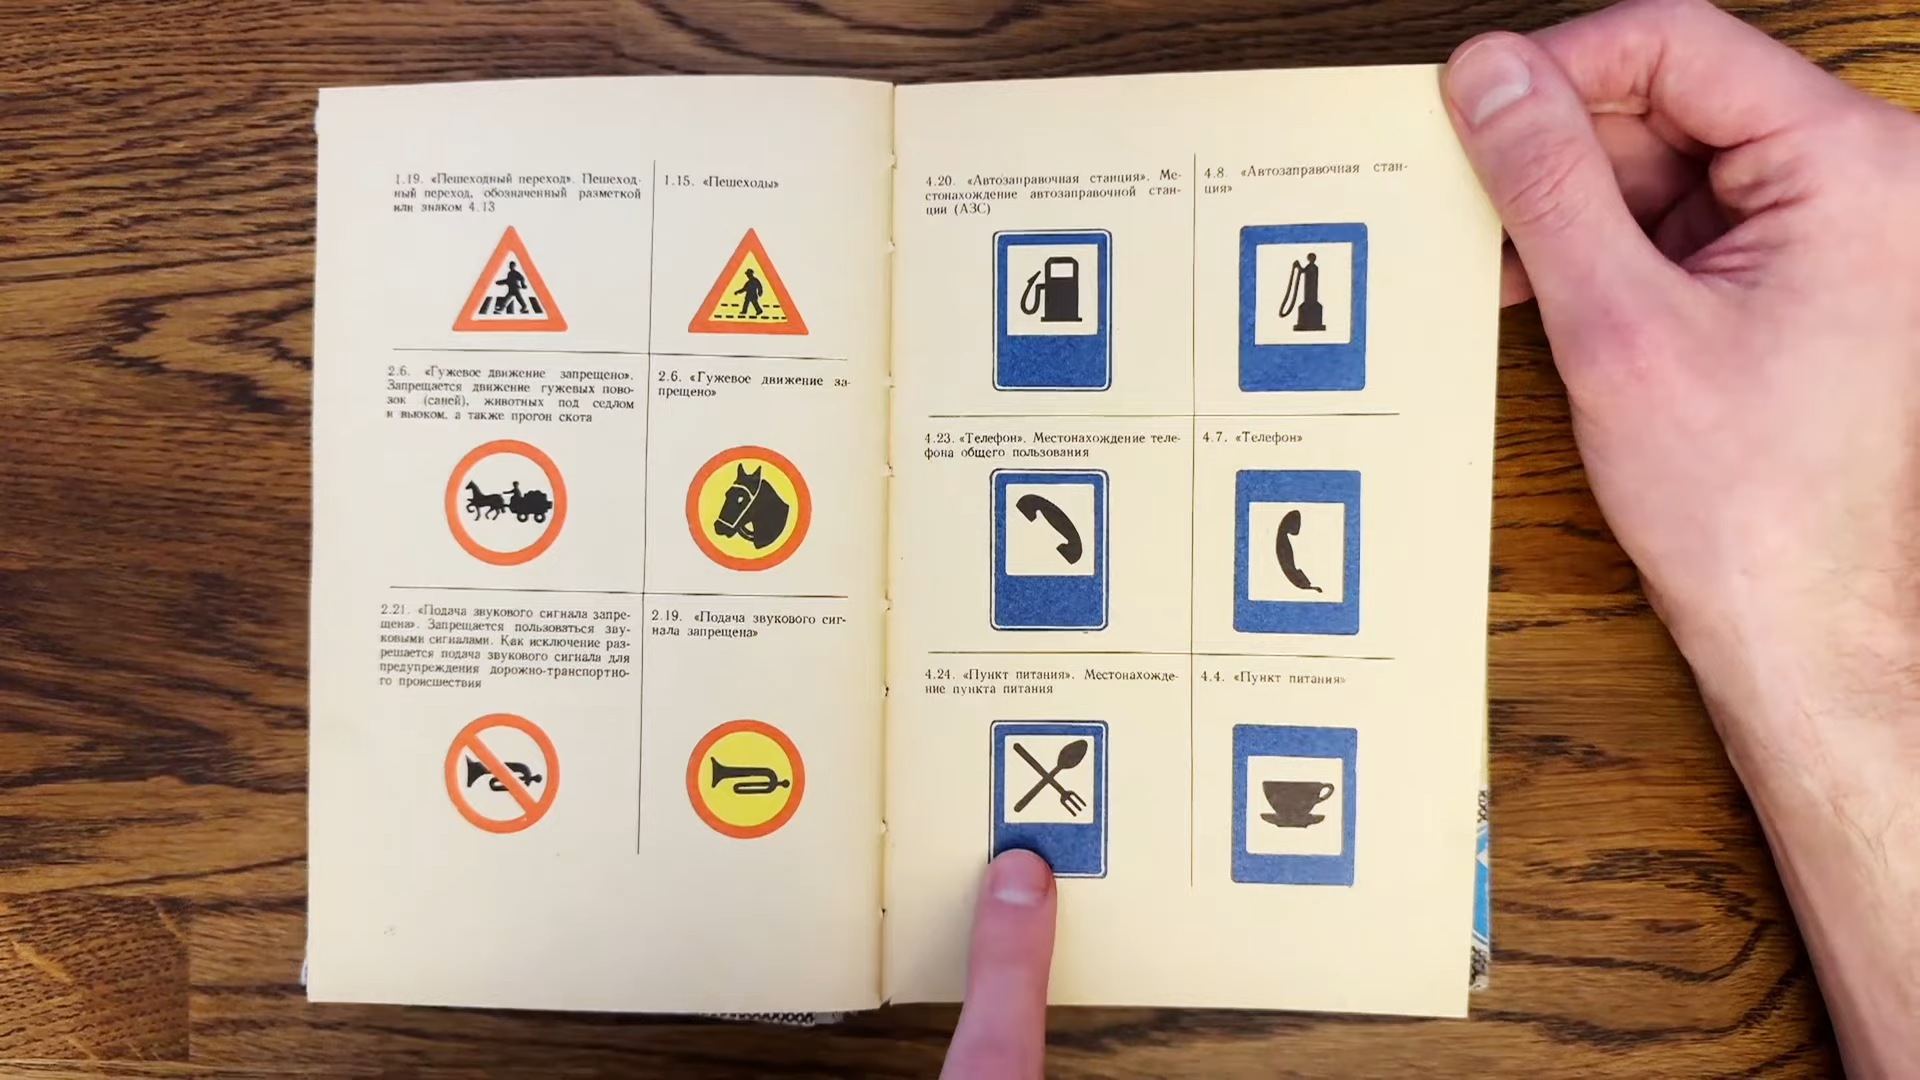 1.19. «Пешеходный переход». Пешеход-
ный переход, обозначенный разметкой
или знаком 4.13
1.15. «Пешеходы»
2.6. «Гужевое движение запрещено».
Запрещается движение гужевых пово-
зок (саней), животных под седлом
и вьюком, а также прогон скота
2.6. «Гужевое движение за-
прещено»
2.21. «Подача звукового сигнала запре-
щена». Запрещается пользоваться зву-
ковыми сигналами. Как исключение раз-
решается подача звукового сигнала для
предупреждения дорожно-транспортно-
го происшествия
2.19. «Подача звукового сиг-
нала запрещена»
4.20. «Автозаправочная станция». Ме-
стонахождение автозаправочной стан-
ции (АЗС)
4.8. «Автозаправочная стан-
ция»
4.23. «Телефон». Местонахождение теле-
фона общего пользования
4.7. «Телефон»
4.24. «Пункт питания». Местонахожде-
ние пункта питания
4.4. «Пункт питания»